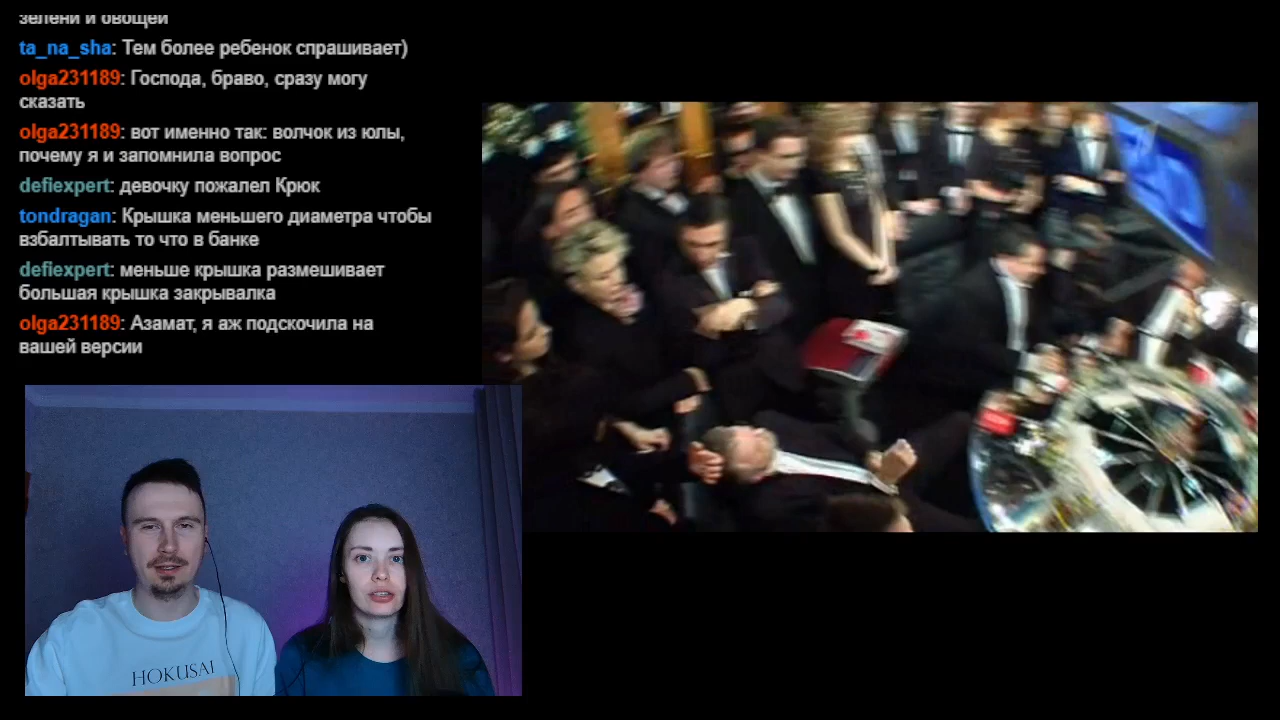 зелени и овощей
ta_na_sha: Тем более ребенок спрашивает)
olga231189: Господа, браво, сразу могу
сказать
olga231189: вот именно так: волчок из юлы,
почему я и запомнила вопрос
defiexpert: девочку пожалел Крюк
tondragan: Крышка меньшего диаметра чтобы
взбалтывать то что в банке
defiexpert: меньше крышка размешивает
большая крышка закрывалка
olga231189: Азамат, я аж подскочила на
вашей версии
HOKUSAI